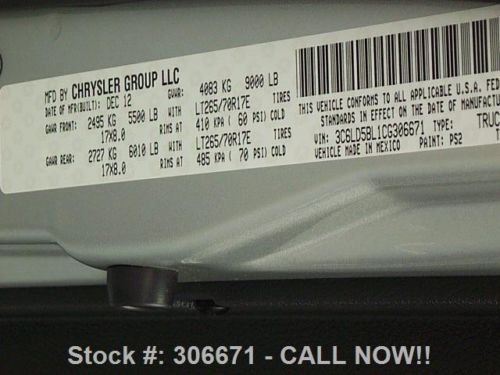 MFD BY CHRYSLER GROUP LLC
DATE OF MFR(BUILT): DEC 12 GVWR: 4083 KG 9000 LB
GAWR FRONT: 2495 KG 5500 LB WITH LT265/70R17E TIRES
17X8.0 RIMS AT 410 KPA ( 60 PSI) COLD
GAWR REAR: 2727 KG 6010 LB WITH LT265/70R17E TIRES
17X8.0 RIMS AT 485 KPA ( 70 PSI) COLD
THIS VEHICLE CONFORMS TO ALL APPLICABLE U.S.A. FED
STANDARDS IN EFFECT ON THE DATE OF
VIN: 3C6LD5BL1CG306671 TYPE: TRUC
VEHICLE MADE IN MEXICO PAINT: PS2
Stock #: 306671 - CALL NOW!!